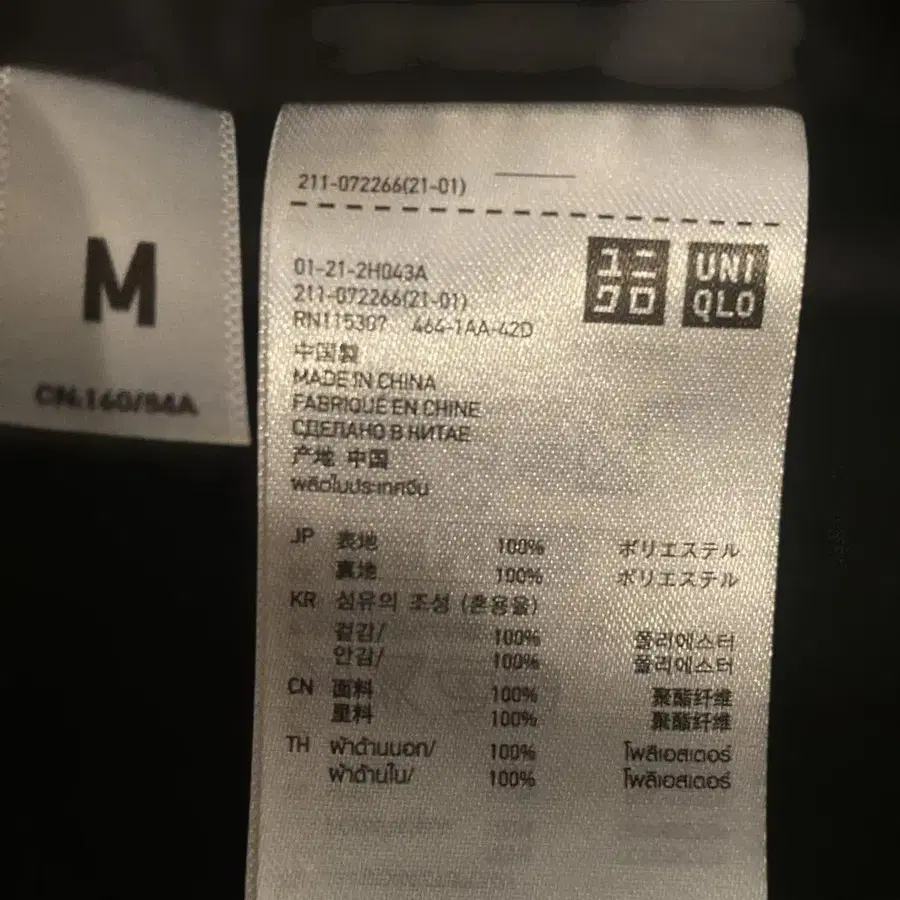 M
CN:160/84A
211-072266(21-01)
ユニ
クロ
UNI
QLO
01-21-2H043A
211-072266(21-01)
RN115307 464-1AA-42D
中国製
MADE IN CHINA
FABRIQUÉ EN CHINE
СДЕЛАНО В КИТАЕ
产地 中国
ผลิตในประเทศจีน
JP 表地 100% ポリエステル
裏地 100% ポリエステル
KR 섬유의 조성 (혼용율)
겉감/ 100% 폴리에스터
안감/ 100% 폴리에스터
CN 面料 100% 聚酯纤维
里料 100% 聚酯纤维
TH ผ้าด้านนอก/ 100% โพลิเอสเตอร์
ผ้าด้านใน/ 100% โพลิเอสเตอร์